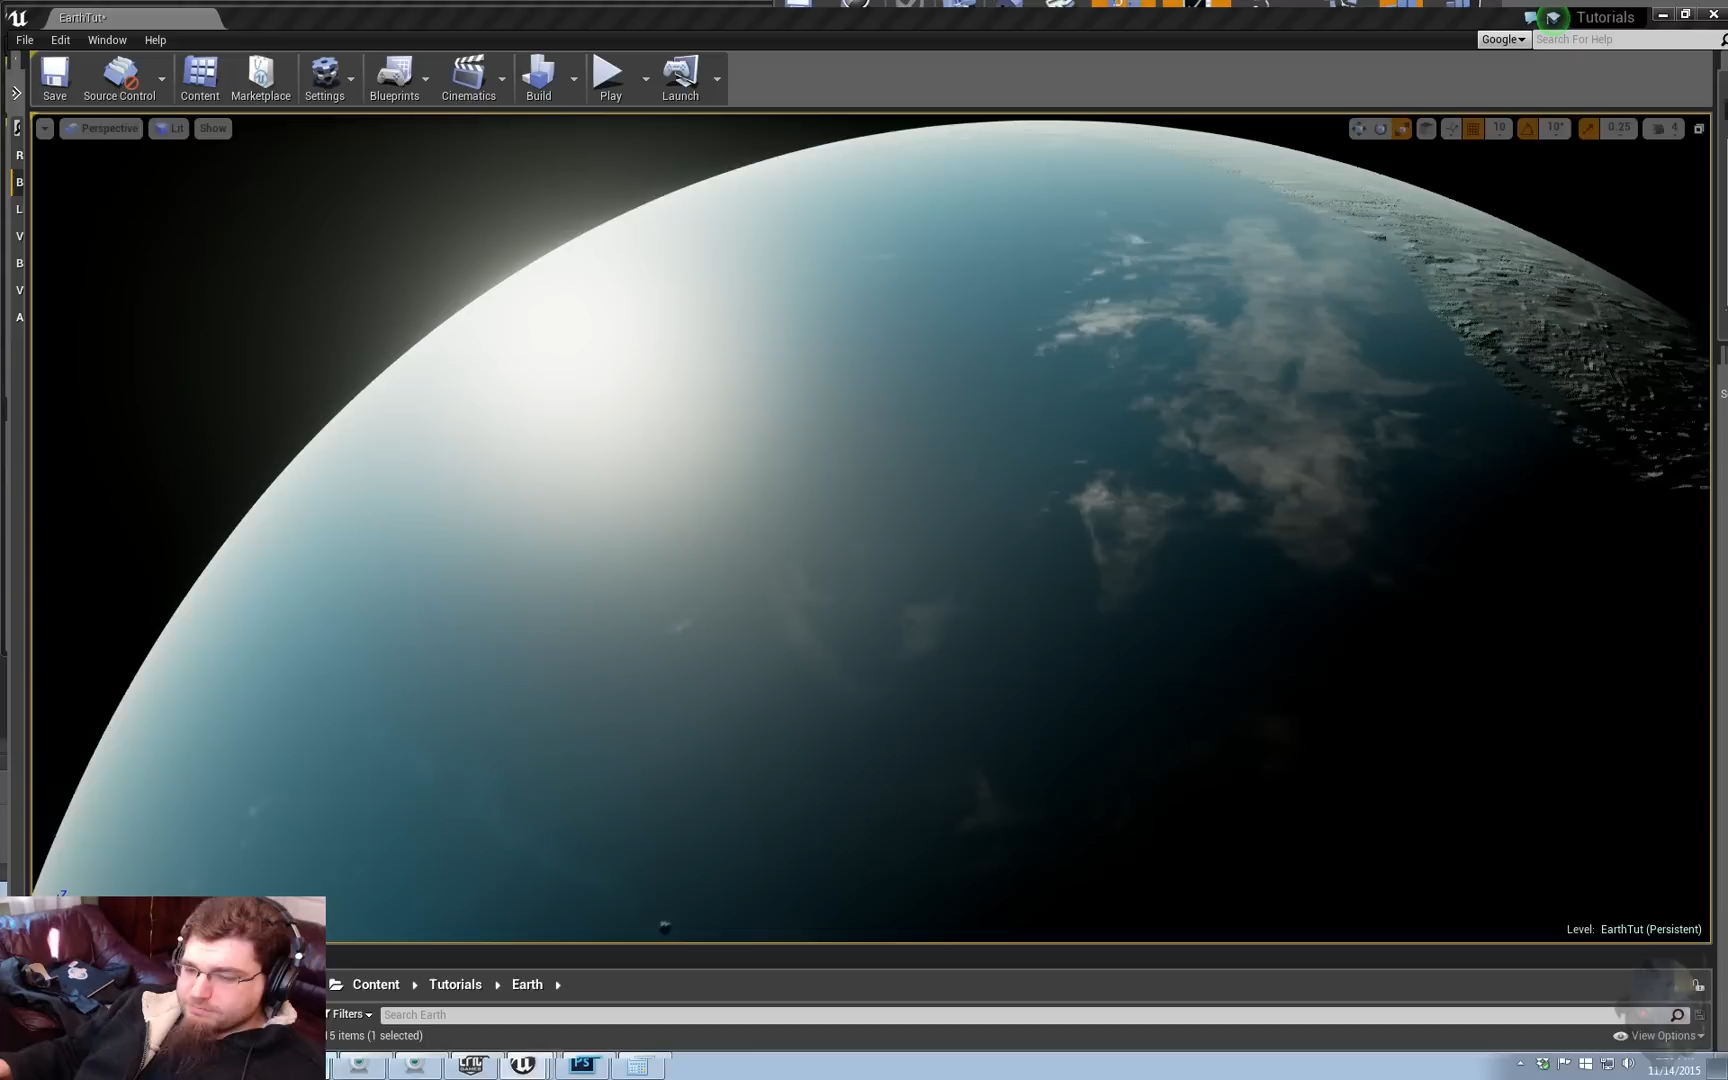 EarthTut*
Tutorials
File Edit Window Help
Google Search For Help
Save Source Control Content Marketplace Settings Blueprints Cinematics Build Play Launch
Perspective Lit Show
10 10° 0.25 4
R
B
L
V
B
V
A
Z
Level: EarthTut (Persistent)
Content Tutorials Earth
Filters Search Earth
15 items (1 selected)
View Options
Ps
11/14/2015